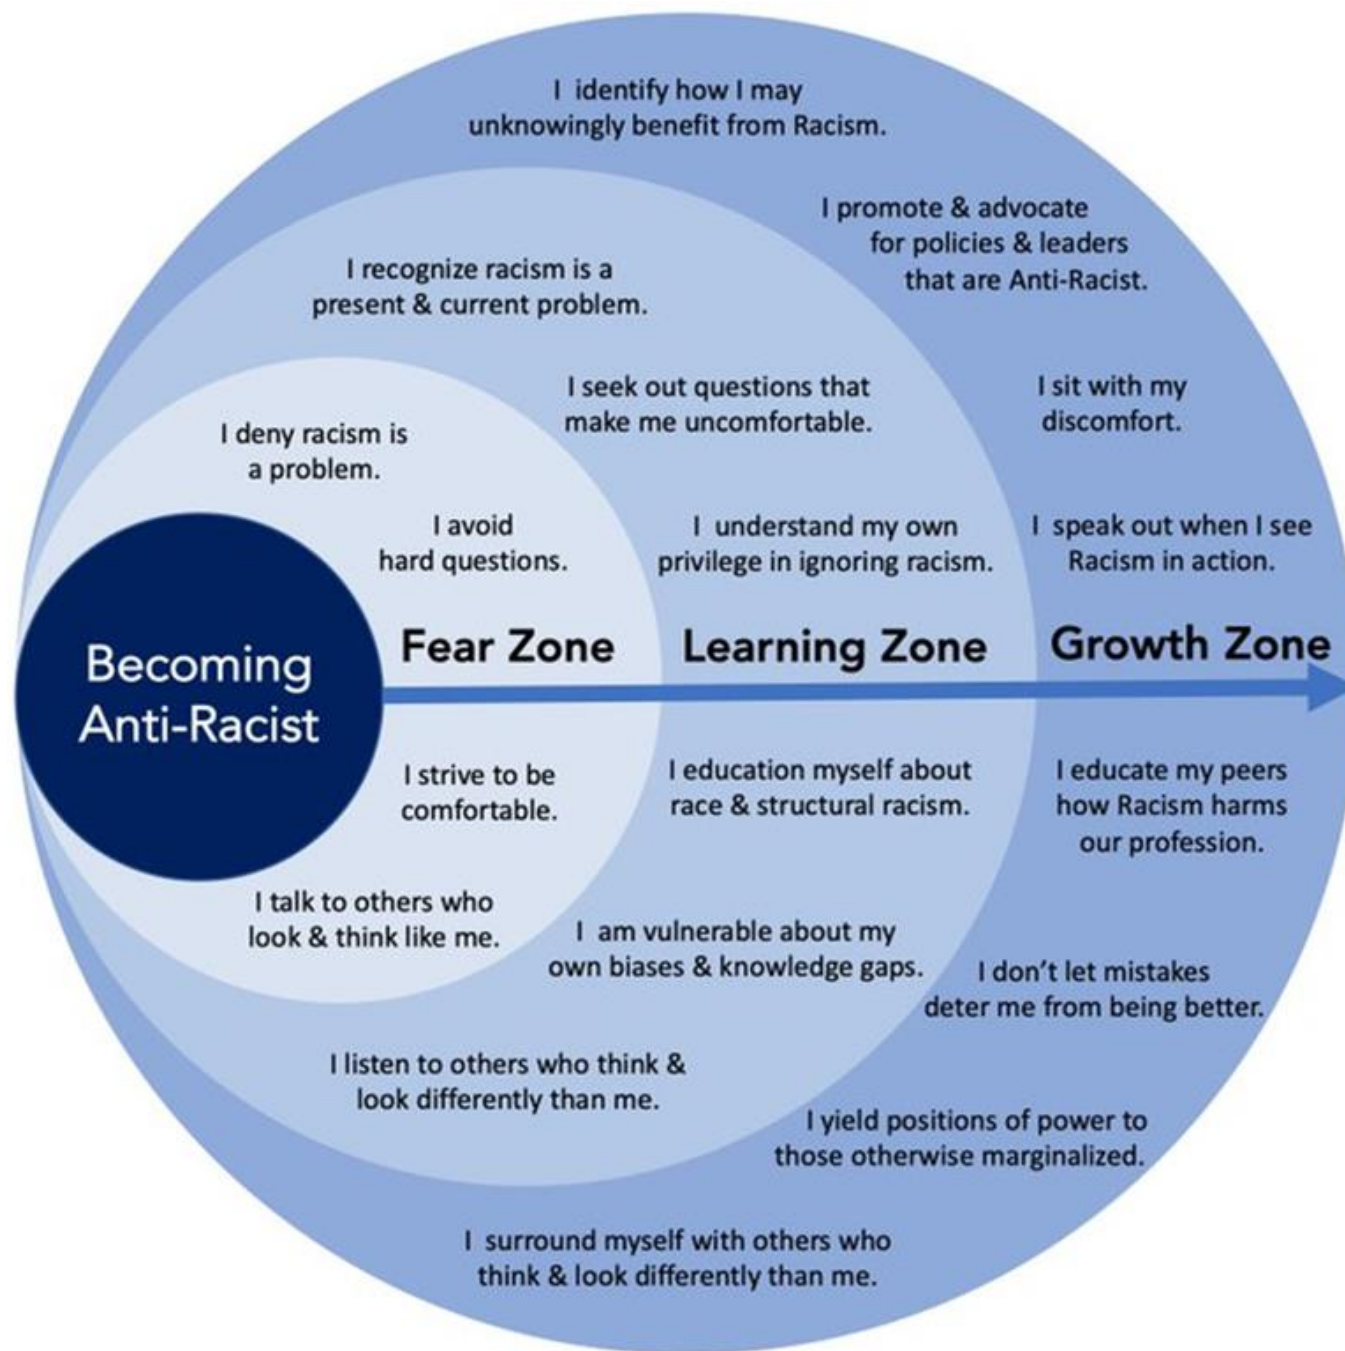 I identify how I may
unknowingly benefit from Racism.
I promote & advocate
for policies & leaders
that are Anti-Racist.
I recognize racism is a
present & current problem.
I seek out questions that
make me uncomfortable.
I sit with my
discomfort.
I deny racism is
a problem.
I avoid
hard questions.
I understand my own
privilege in ignoring racism.
I speak out when I see
Racism in action.
Becoming
Anti-Racist
Fear Zone
Learning Zone
Growth Zone
I strive to be
comfortable.
I education myself about
race & structural racism.
I educate my peers
how Racism harms
our profession.
I talk to others who
look & think like me.
I am vulnerable about my
own biases & knowledge gaps.
I don't let mistakes
deter me from being better.
I listen to others who think &
look differently than me.
I yield positions of power to
those otherwise marginalized.
I surround myself with others who
think & look differently than me.